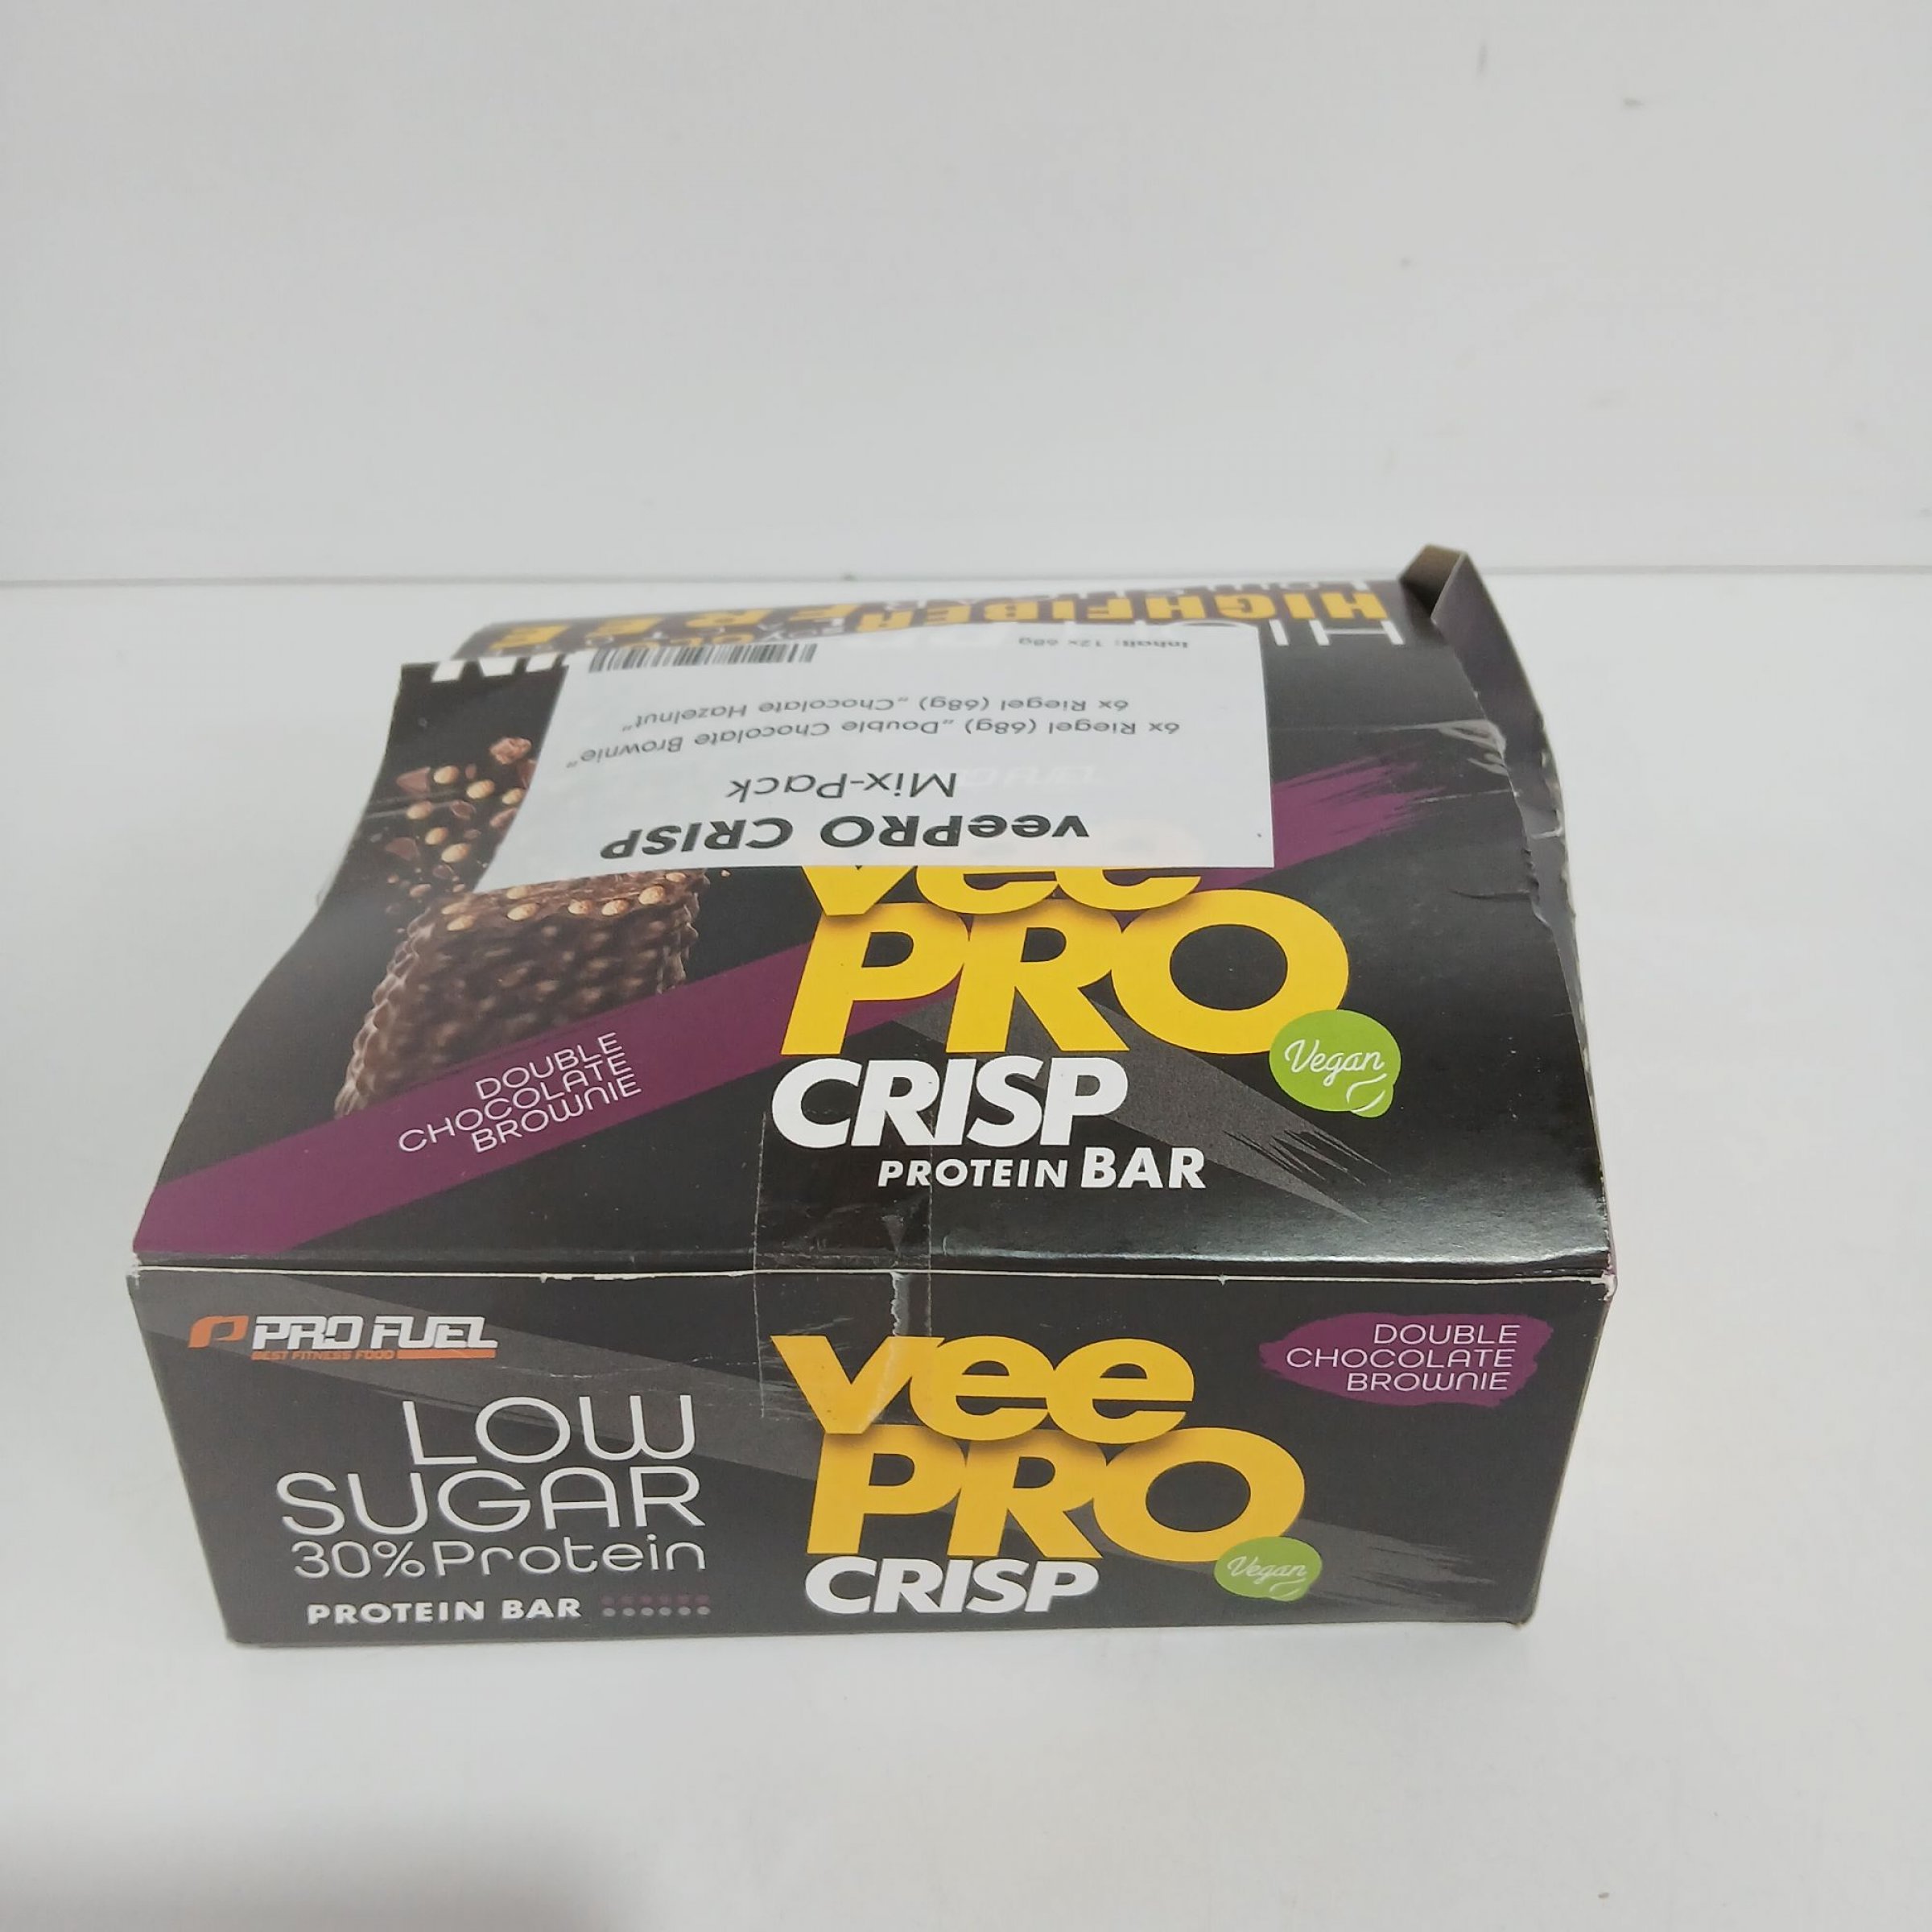 HIGHFIBER
Inhalt: 12x 68g
6x Riegel (68g) „Chocolate Hazelnut“
6x Riegel (68g) „Double Chocolate Brownie“
Mix-Pack
veePRO CRISP
vee
PRO
CRISP
PROTEIN BAR
Vegan
DOUBLE
CHOCOLATE
BROWNIE
PRO FUEL
BEST FITNESS FOOD
LOW
SUGAR
30% Protein
PROTEIN BAR
vee
PRO
CRISP
Vegan
DOUBLE
CHOCOLATE
BROWNIE